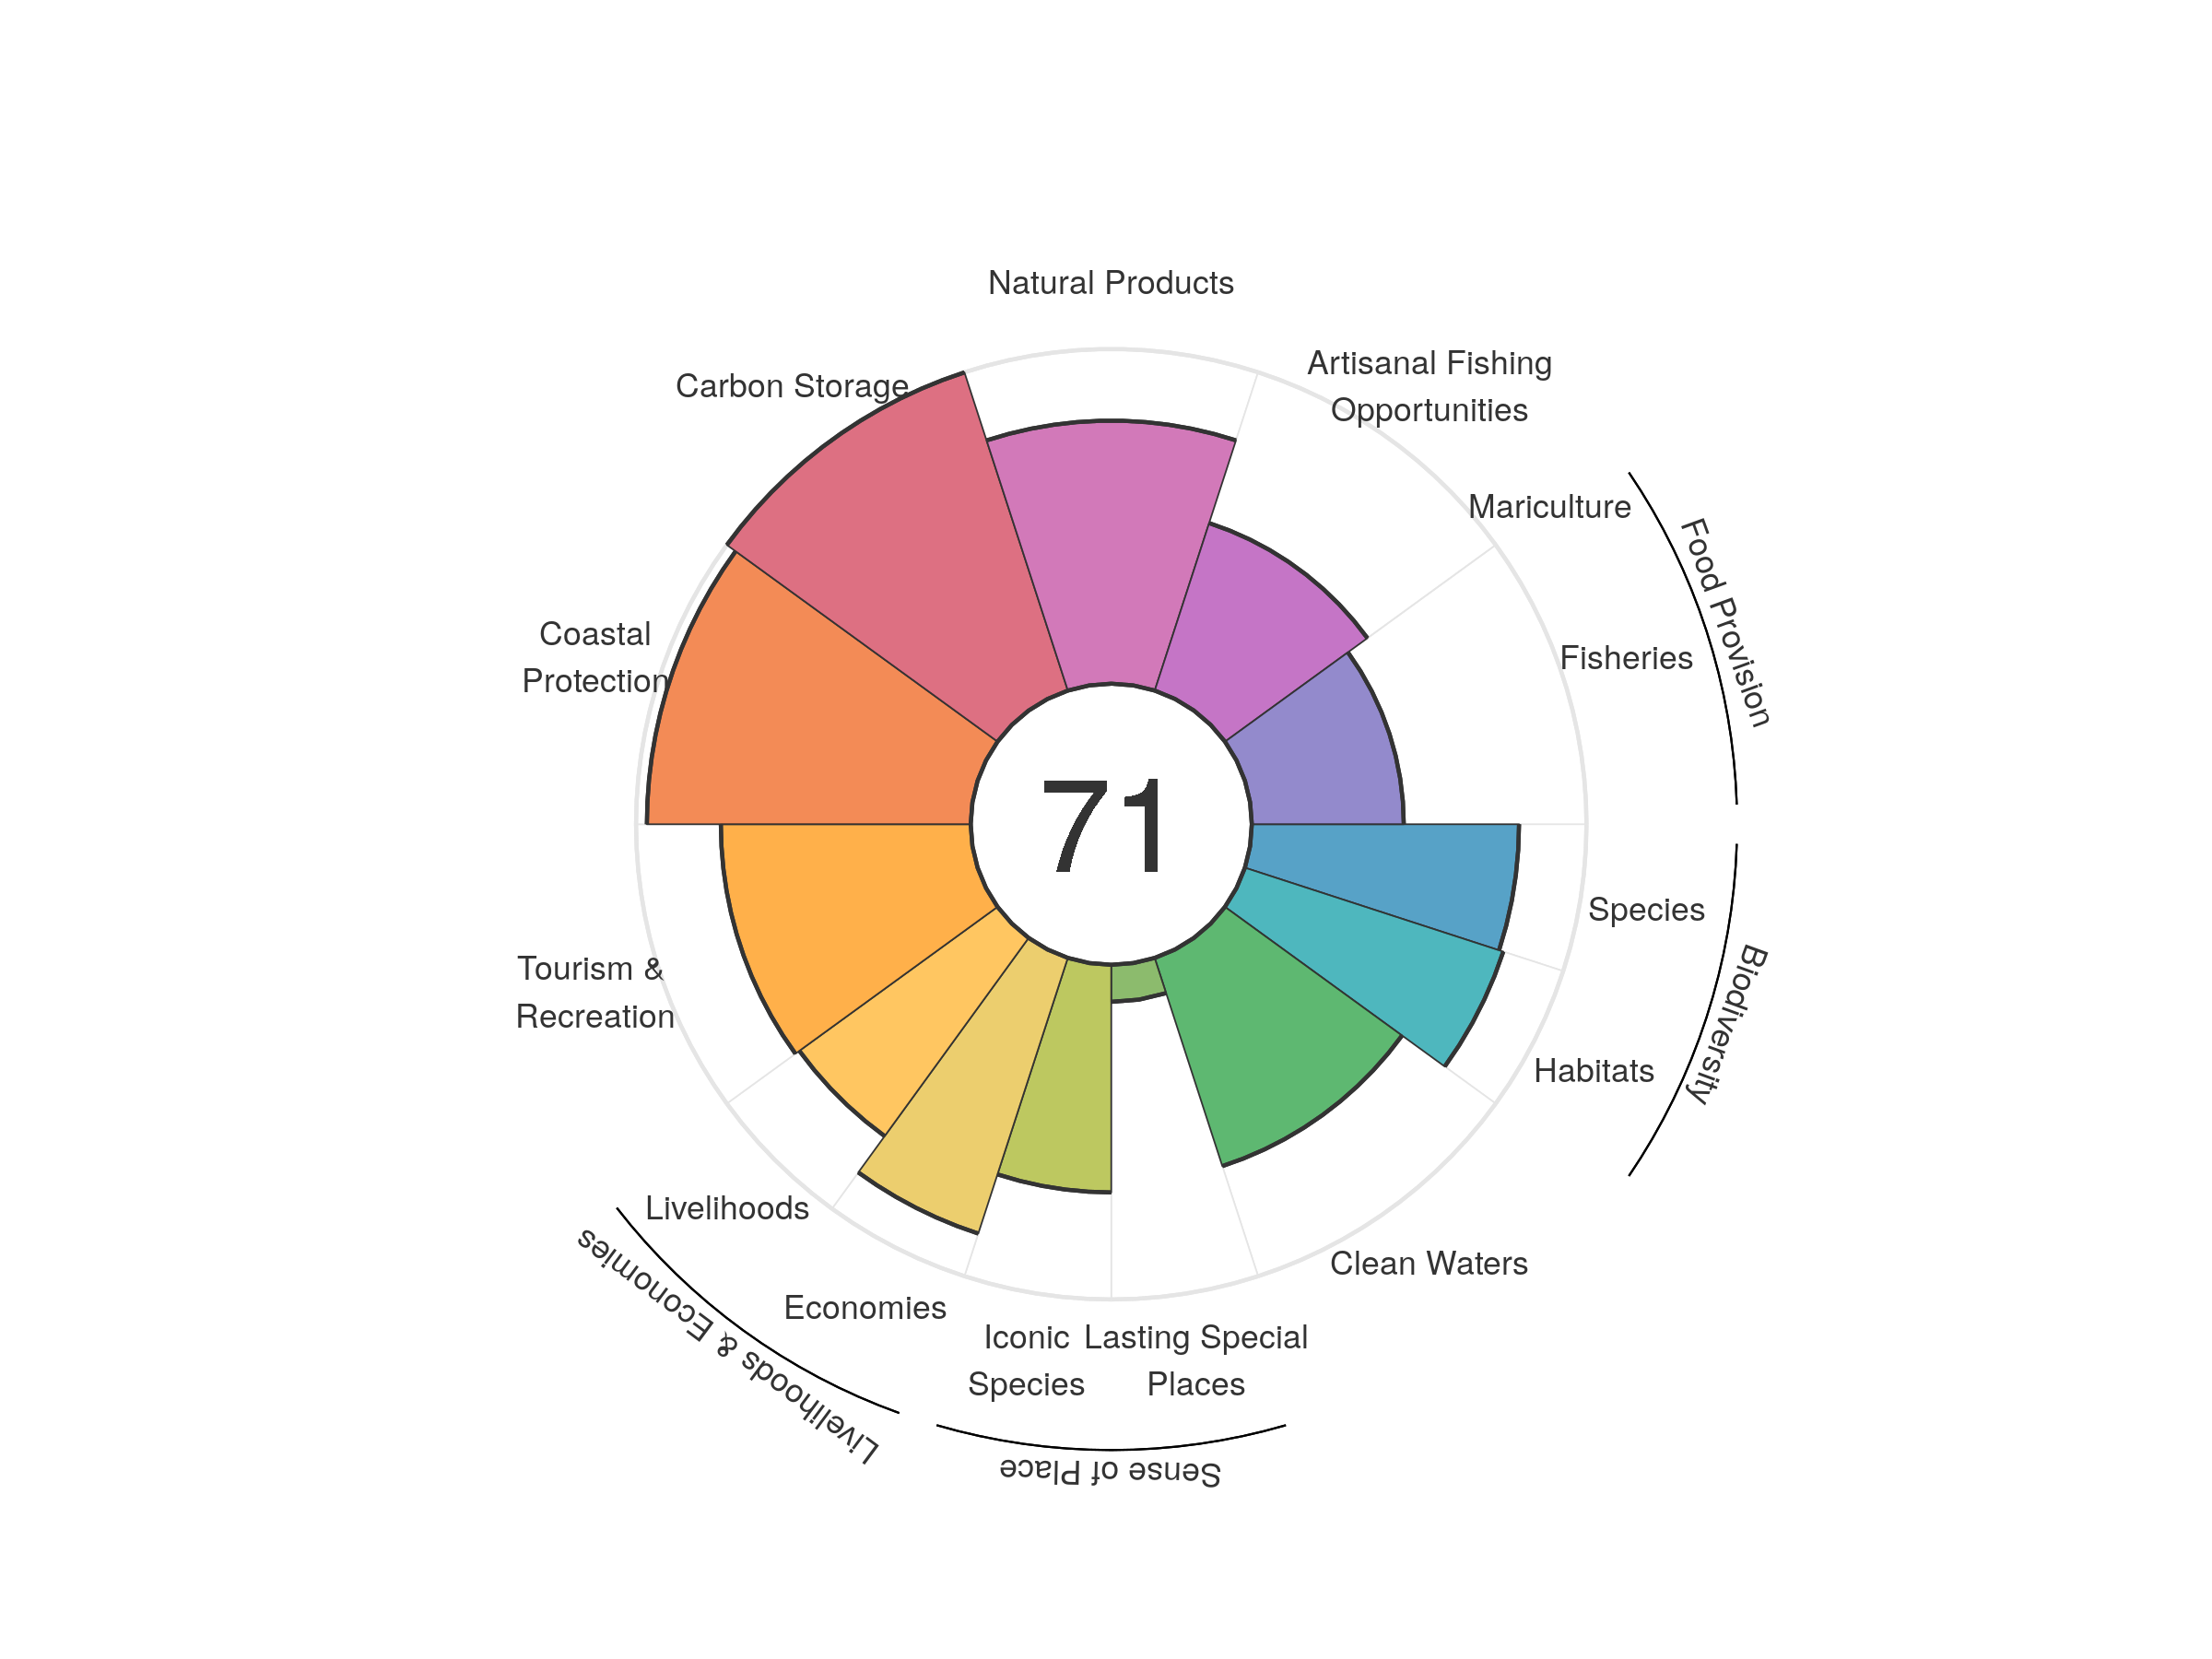 Natural Products
Artisanal Fishing
Opportunities
Carbon Storage
Mariculture
Food Provision
Fisheries
Coastal
Protection
71
Species
Biodiversity
Tourism &
Recreation
Habitats
Livelihoods
Livelihoods & Economies
Clean Waters
Economies
Iconic
Species
Lasting Special
Places
Sense of Place